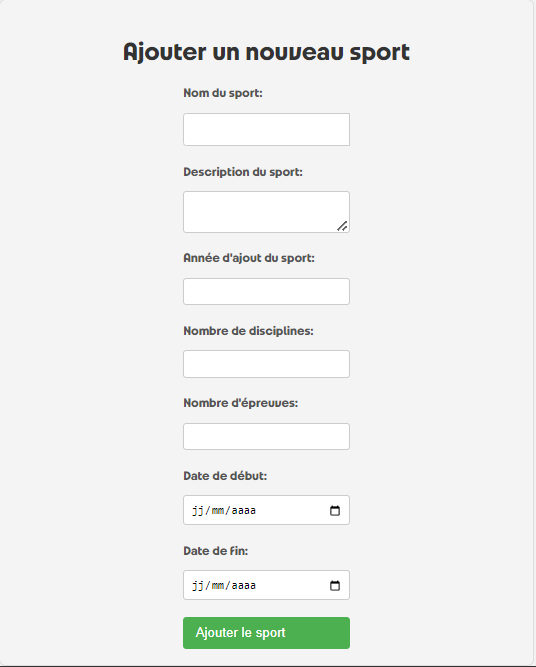 Ajouter un nouveau sport
Nom du sport:
Description du sport:
Année d'ajout du sport:
Nombre de disciplines:
Nombre d'épreuves:
Date de début:
jj/mm/aaaa
Date de fin:
jj/mm/aaaa
Ajouter le sport